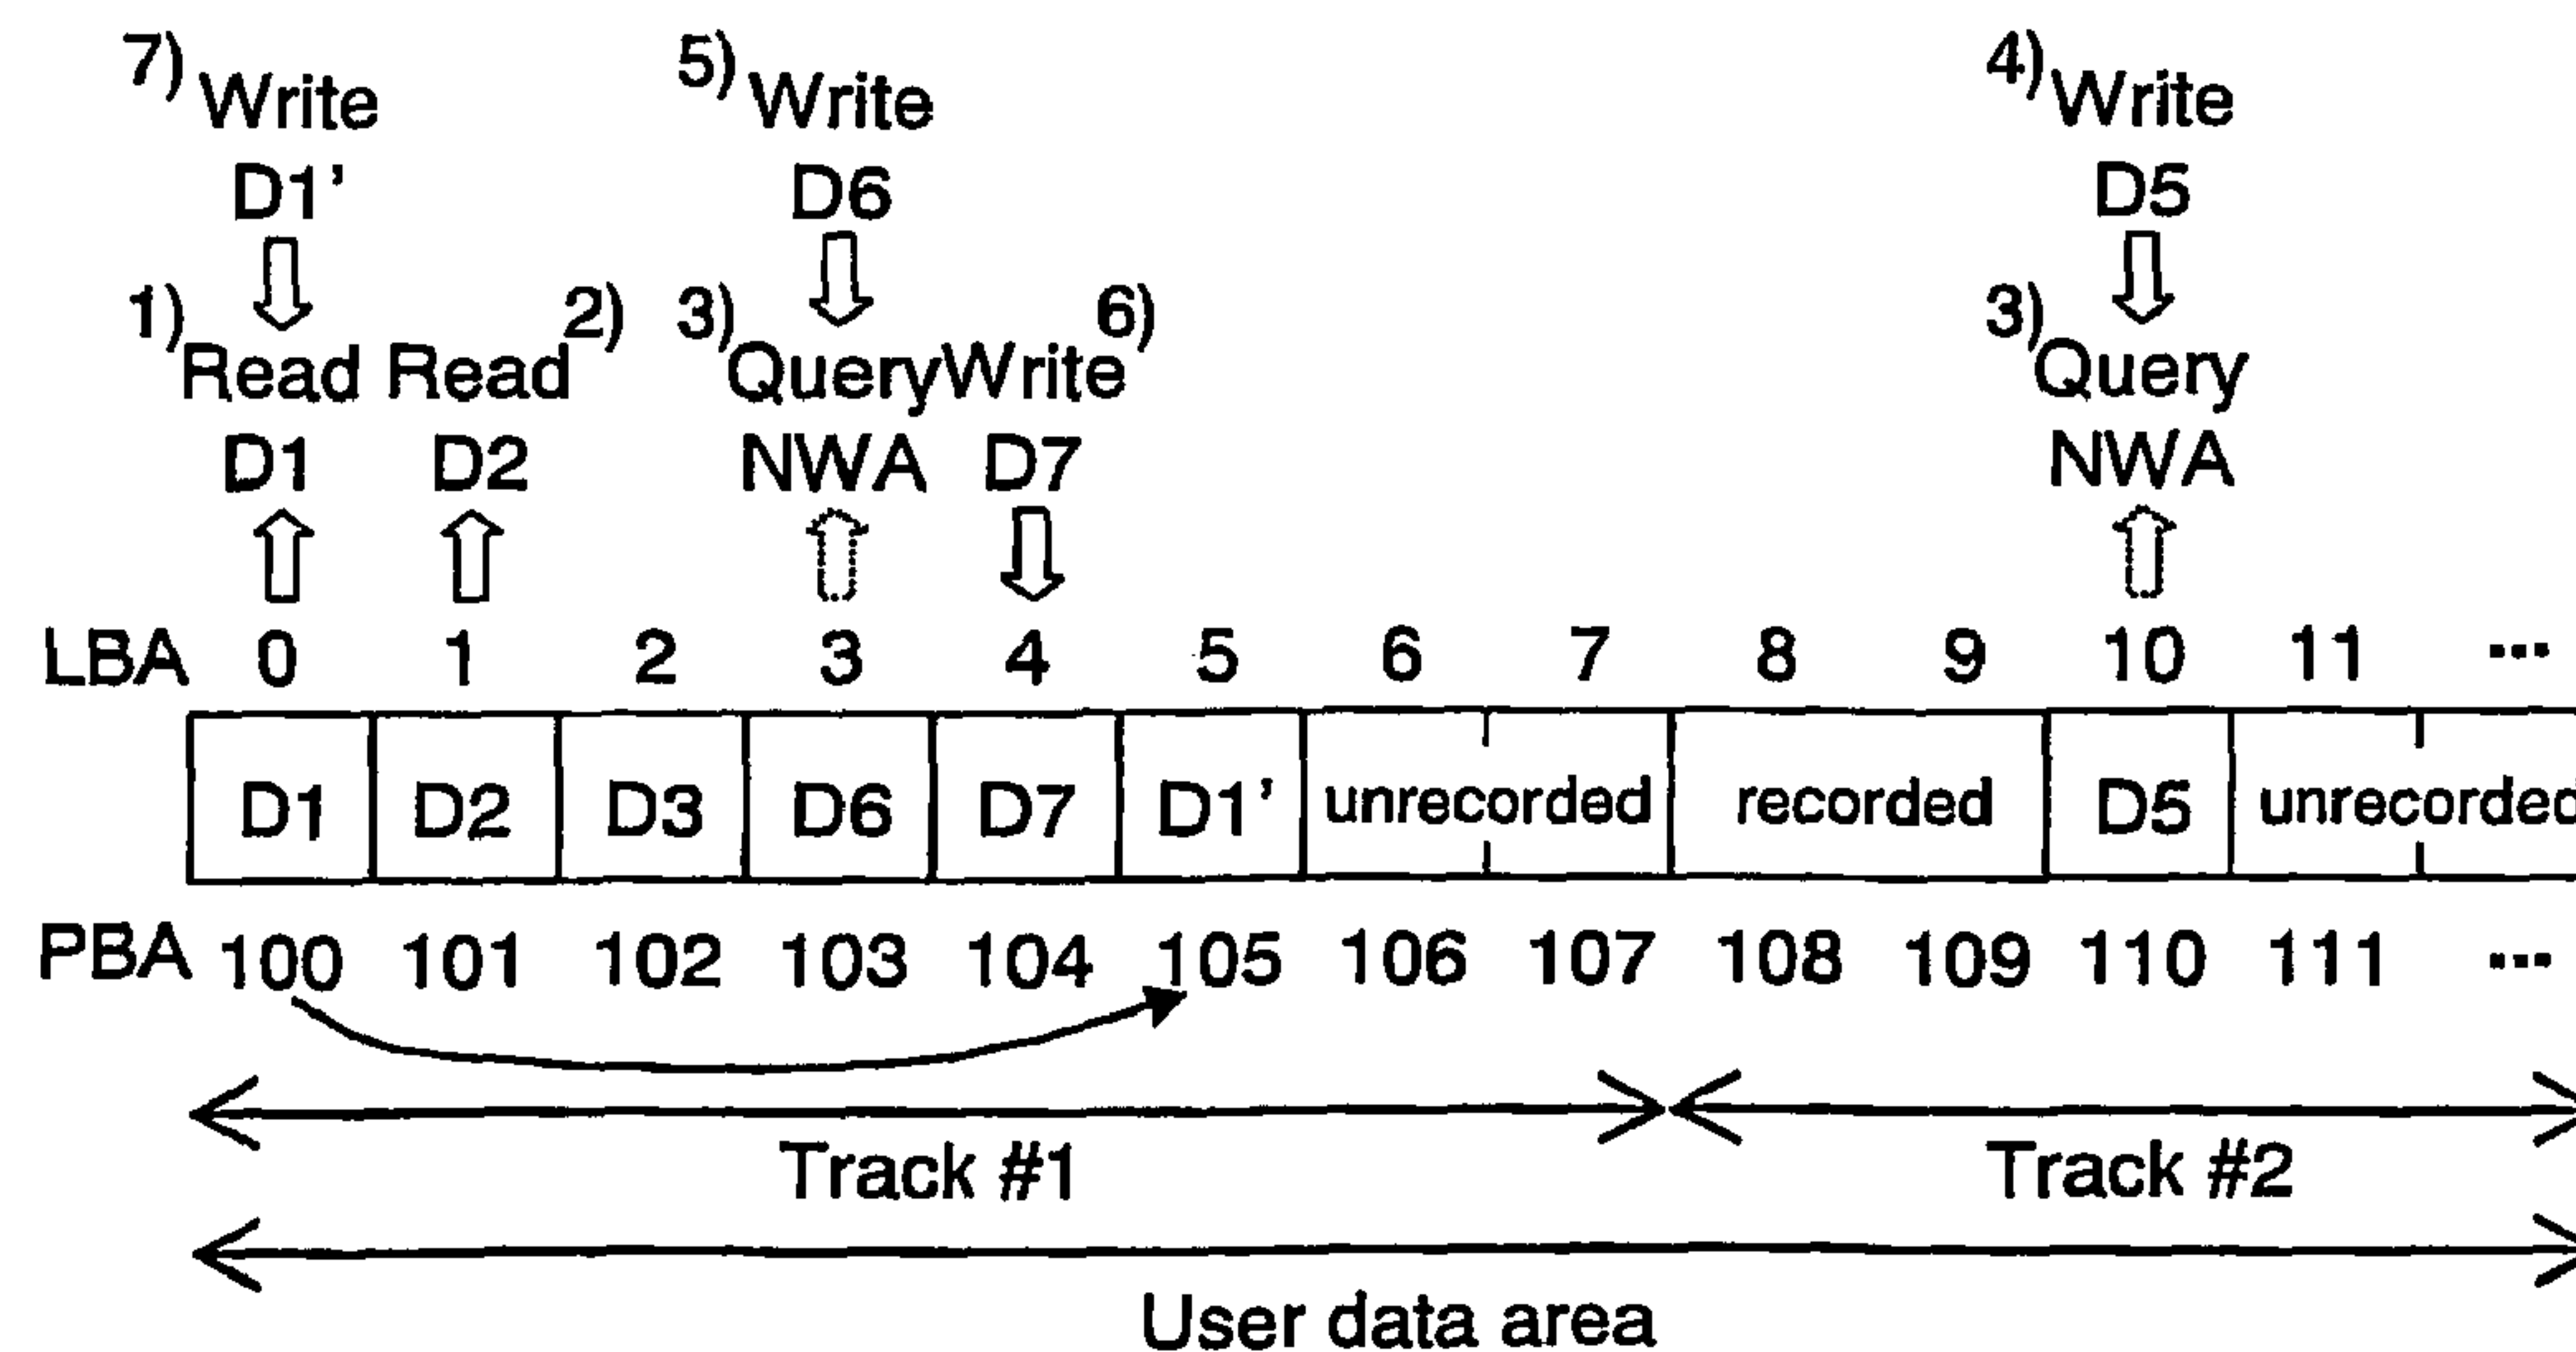 7) Write 5) Write 4) Write
D1’ D6 D5
1) Read Read 2) 3) Query Write 6) 3) Query
D1 D2 NWA D7 NWA
LBA 0 1 2 3 4 5 6 7 8 9 10 11 ...
D1 D2 D3 D6 D7 D1’ unrecorded recorded D5 unrecorded
PBA 100 101 102 103 104 105 106 107 108 109 110 111 ...
Track #1 Track #2
User data area